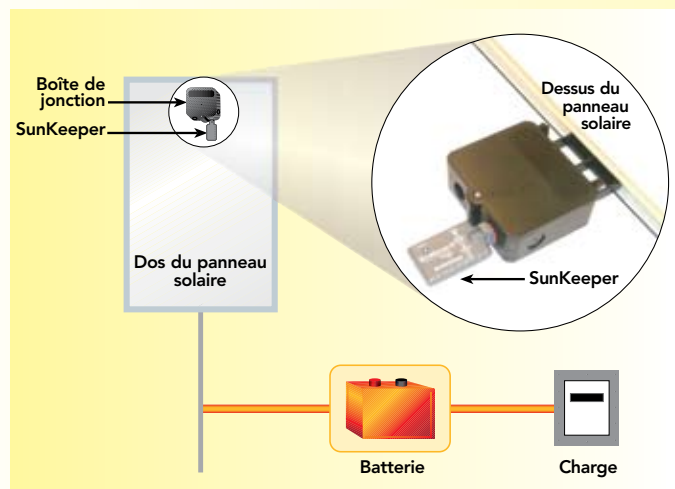 Boîte de
jonction
SunKeeper
Dos du panneau
solaire
Dessus du
panneau
solaire
SunKeeper
Batterie
Charge